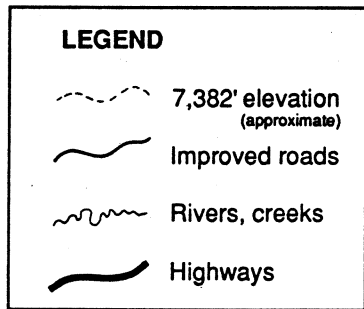 LEGEND
7,382' elevation
(approximate)
Improved roads
Rivers, creeks
Highways